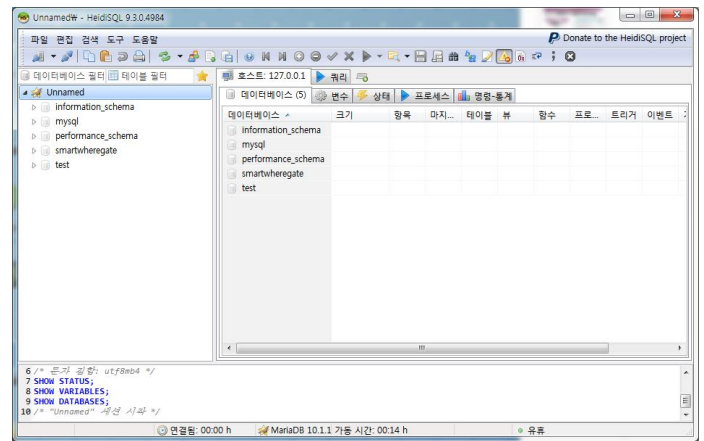 Unnamed₩ - HeidiSQL 9.3.0.4984
파일 편집 검색 도구 도움말
Donate to the HeidiSQL project
데이터베이스 필터 테이블 필터
호스트: 127.0.0.1 쿼리
Unnamed
information_schema
mysql
performance_schema
smartwheregate
test
데이터베이스 (5) 변수 상태 프로세스 명령-통계
데이터베이스 크기 항목 마지... 테이블 뷰 함수 프로... 트리거 이벤트
information_schema
mysql
performance_schema
smartwheregate
test
6 /* 문자 집합: utf8mb4 */
7 SHOW STATUS;
8 SHOW VARIABLES;
9 SHOW DATABASES;
10 /* "Unnamed" 세션 시작 */
연결됨: 00:00 h MariaDB 10.1.1 가동 시간: 00:14 h 유휴